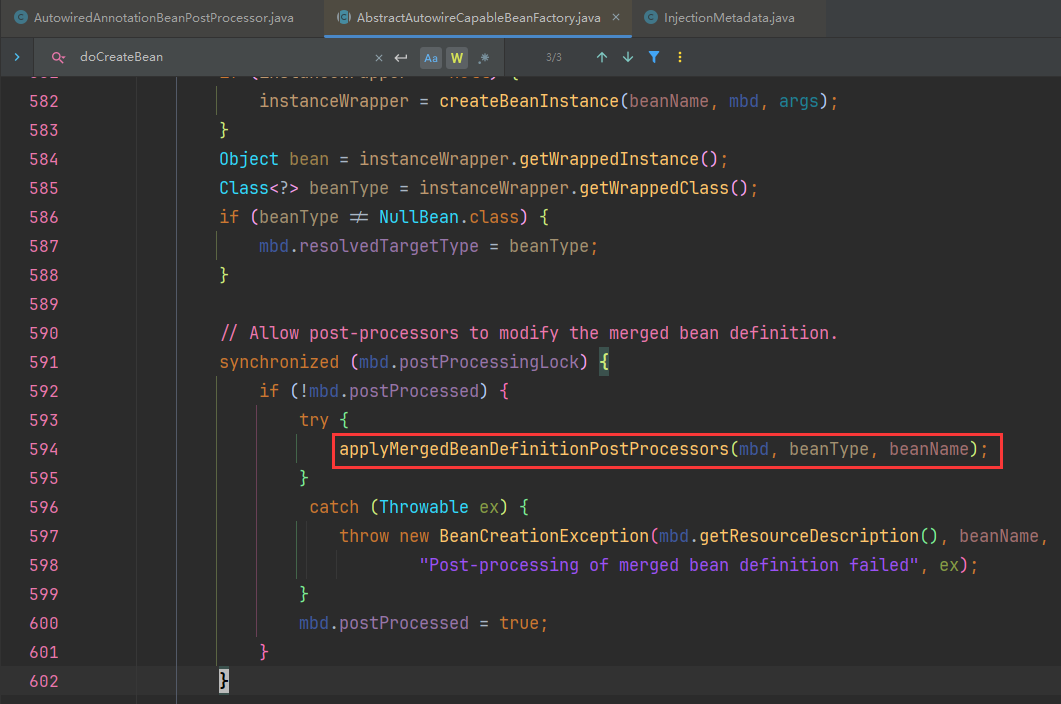 AutowiredAnnotationBeanPostProcessor.java AbstractAutowireCapableBeanFactory.java × InjectionMetadata.java
doCreateBean × Aa W .* 3/3
582 instanceWrapper = createBeanInstance(beanName, mbd, args);
583 }
584 Object bean = instanceWrapper.getWrappedInstance();
585 Class<?> beanType = instanceWrapper.getWrappedClass();
586 if (beanType ≠ NullBean.class) {
587 mbd.resolvedTargetType = beanType;
588 }
589
590 // Allow post-processors to modify the merged bean definition.
591 synchronized (mbd.postProcessingLock) {
592 if (!mbd.postProcessed) {
593 try {
594 applyMergedBeanDefinitionPostProcessors(mbd, beanType, beanName);
595 }
596 catch (Throwable ex) {
597 throw new BeanCreationException(mbd.getResourceDescription(), beanName,
598 "Post-processing of merged bean definition failed", ex);
599 }
600 mbd.postProcessed = true;
601 }
602 }